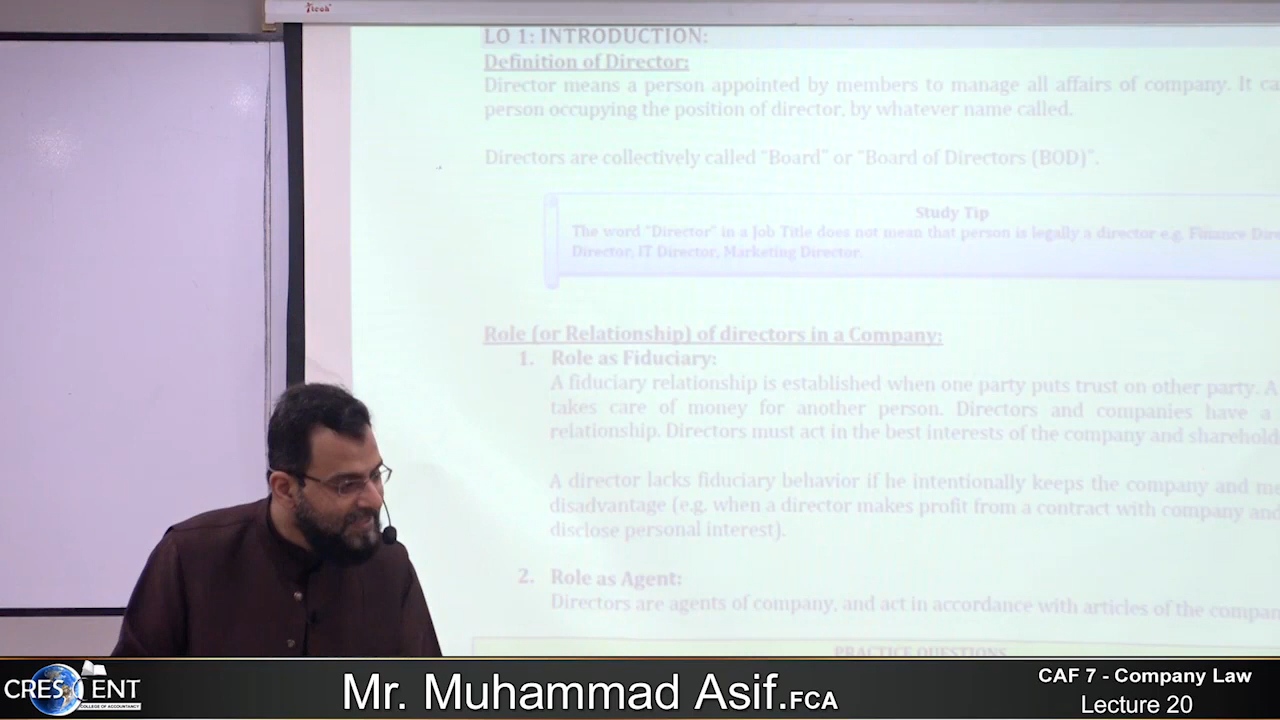 LO 1: INTRODUCTION:
Definition of Director:
Director means a person appointed by members to manage all affairs of company. It
person occupying the position of director, by whatever name called.
Directors are collectively called "Board" or "Board of Directors (BOD)".
Study Tip
The word "Director" in a Job Title does not mean that person is legally a director e.g. Finance
Director, IT Director, Marketing Director.
Role (or Relationship) of directors in a Company:
1. Role as Fiduciary:
A fiduciary relationship is established when one party puts trust on other party. A
takes care of money for another person. Directors and companies have a
relationship. Directors must act in the best interests of the company and
A director lacks fiduciary behavior if he intentionally keeps the company and
disadvantage (e.g. when a director makes profit from a contract with company and
disclose personal interest).
2. Role as Agent:
Directors are agents of company, and act in accordance with articles of the
PRACTICE QUESTIONS
CRESCENT
COLLEGE OF ACCOUNTANCY
Mr. Muhammad Asif.FCA
CAF 7 - Company Law
Lecture 20